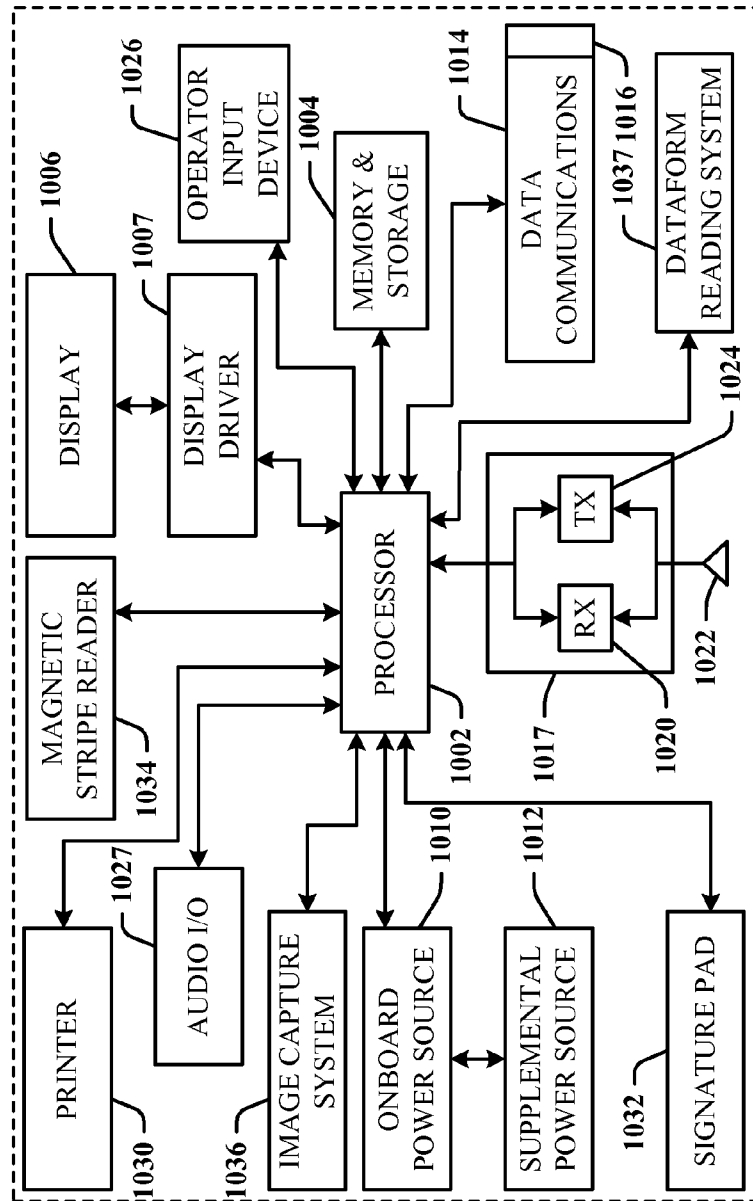 PRINTER
1030
MAGNETIC
STRIPE READER
1034
DISPLAY
1006
1027
AUDIO I/O
DISPLAY
DRIVER
1007
1026
OPERATOR
INPUT
DEVICE
IMAGE CAPTURE
SYSTEM
1036
1004
MEMORY &
STORAGE
PROCESSOR
1002
ONBOARD
POWER SOURCE
1010
1012
SUPPLEMENTAL
POWER SOURCE
1014
DATA
COMMUNICATIONS
1016
1017
RX
TX
1020
1024
1022
1032
SIGNATURE PAD
1037
DATAFORM
READING SYSTEM